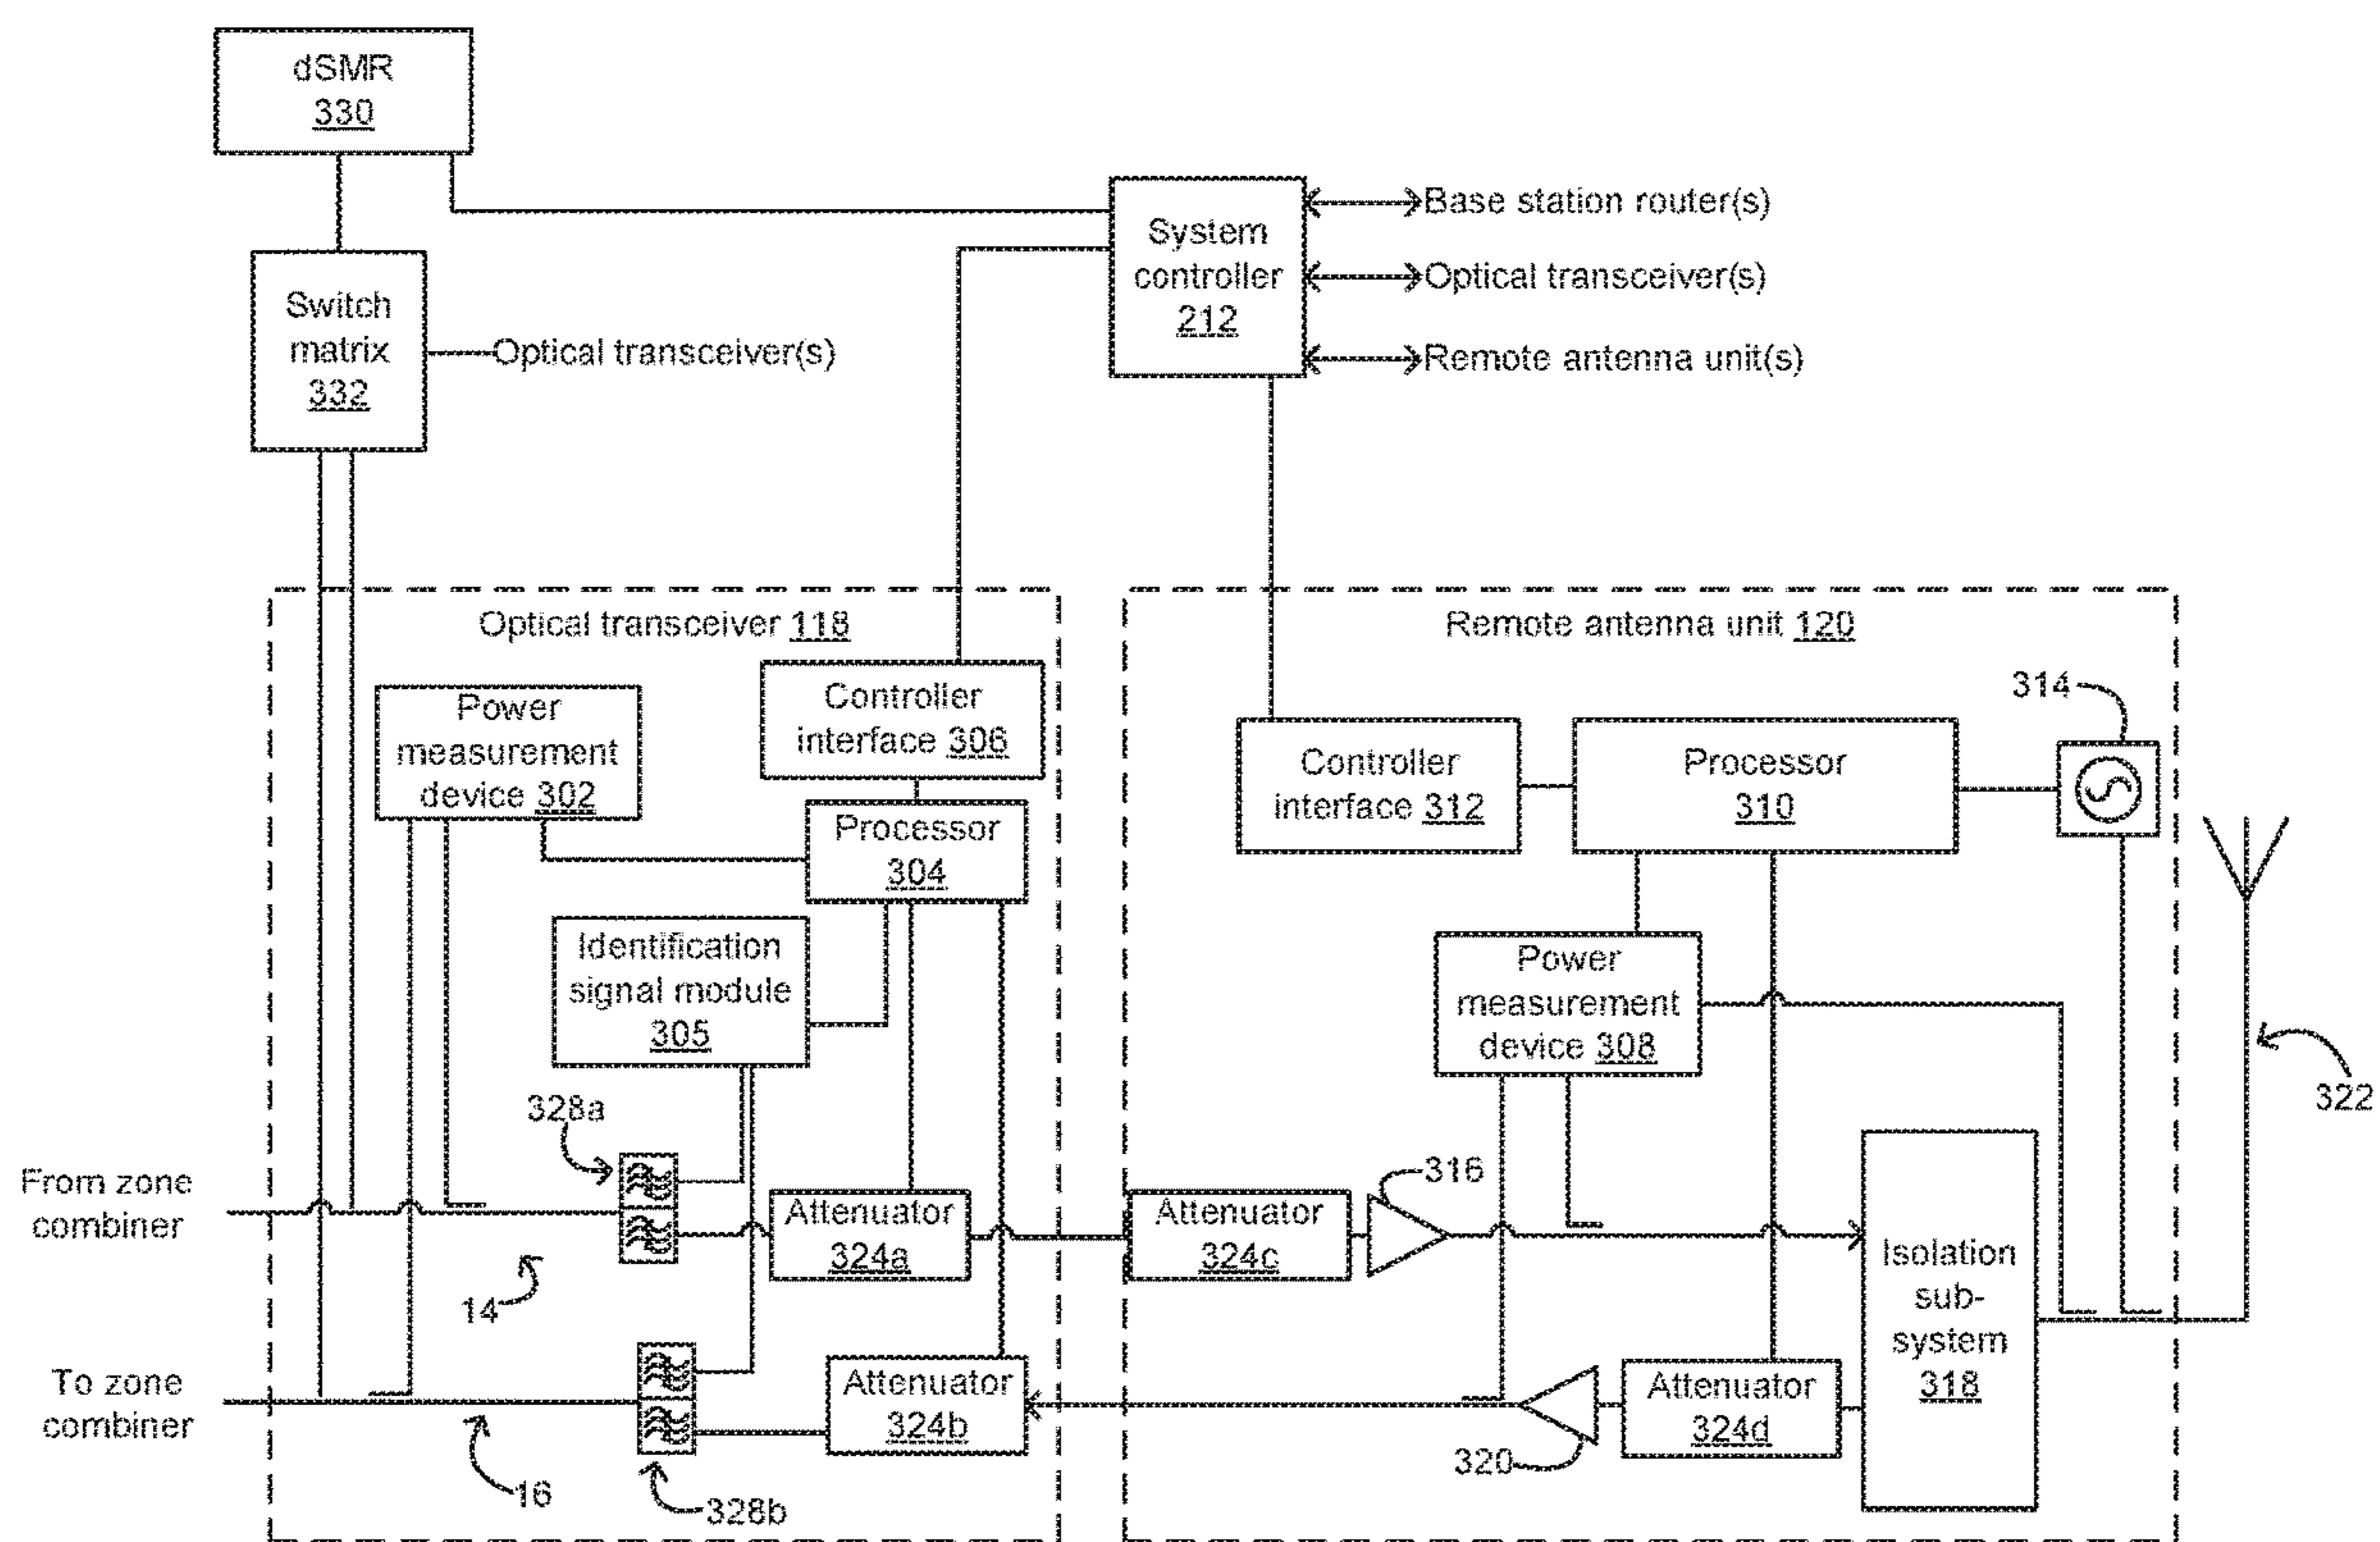 dSMR
330
System
controller
212
Base station router(s)
Optical transceiver(s)
Remote antenna unit(s)
Switch
matrix
332
Optical transceiver(s)
Optical transceiver 118
Remote antenna unit 120
Power
measurement
device 302
Controller
interface 306
Processor
304
Identification
signal module
305
Controller
interface 312
Processor
310
314
Power
measurement
device 308
322
328a
From zone
combiner
14
Attenuator
324a
Attenuator
324c
316
Isolation
sub-
system
318
To zone
combiner
16
328b
Attenuator
324b
320
Attenuator
324d